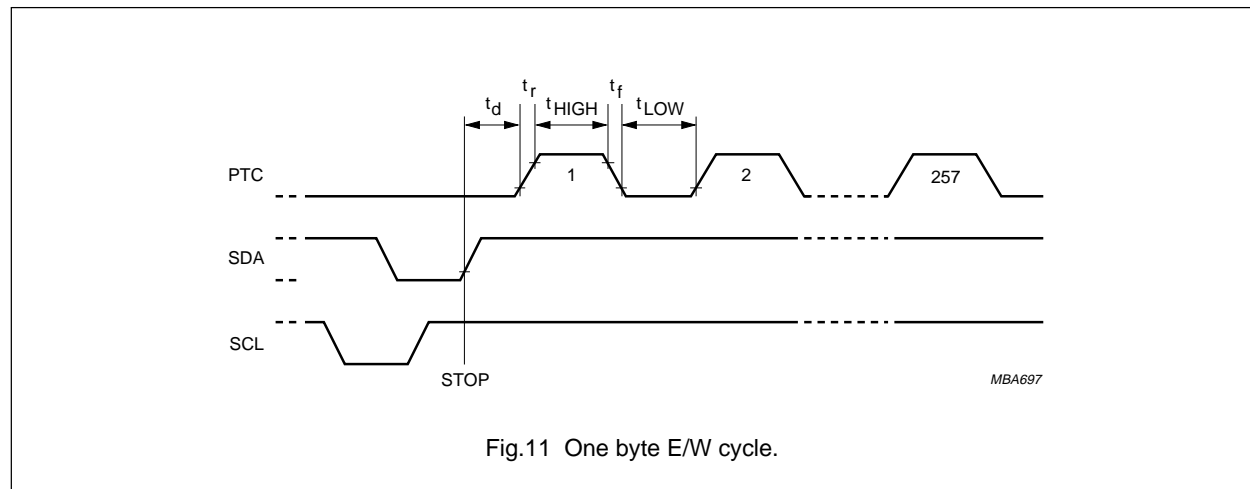 t_r t_f
t_d t_HIGH t_LOW
PTC 1 2 257
SDA
SCL
STOP MBA697
Fig.11 One byte E/W cycle.